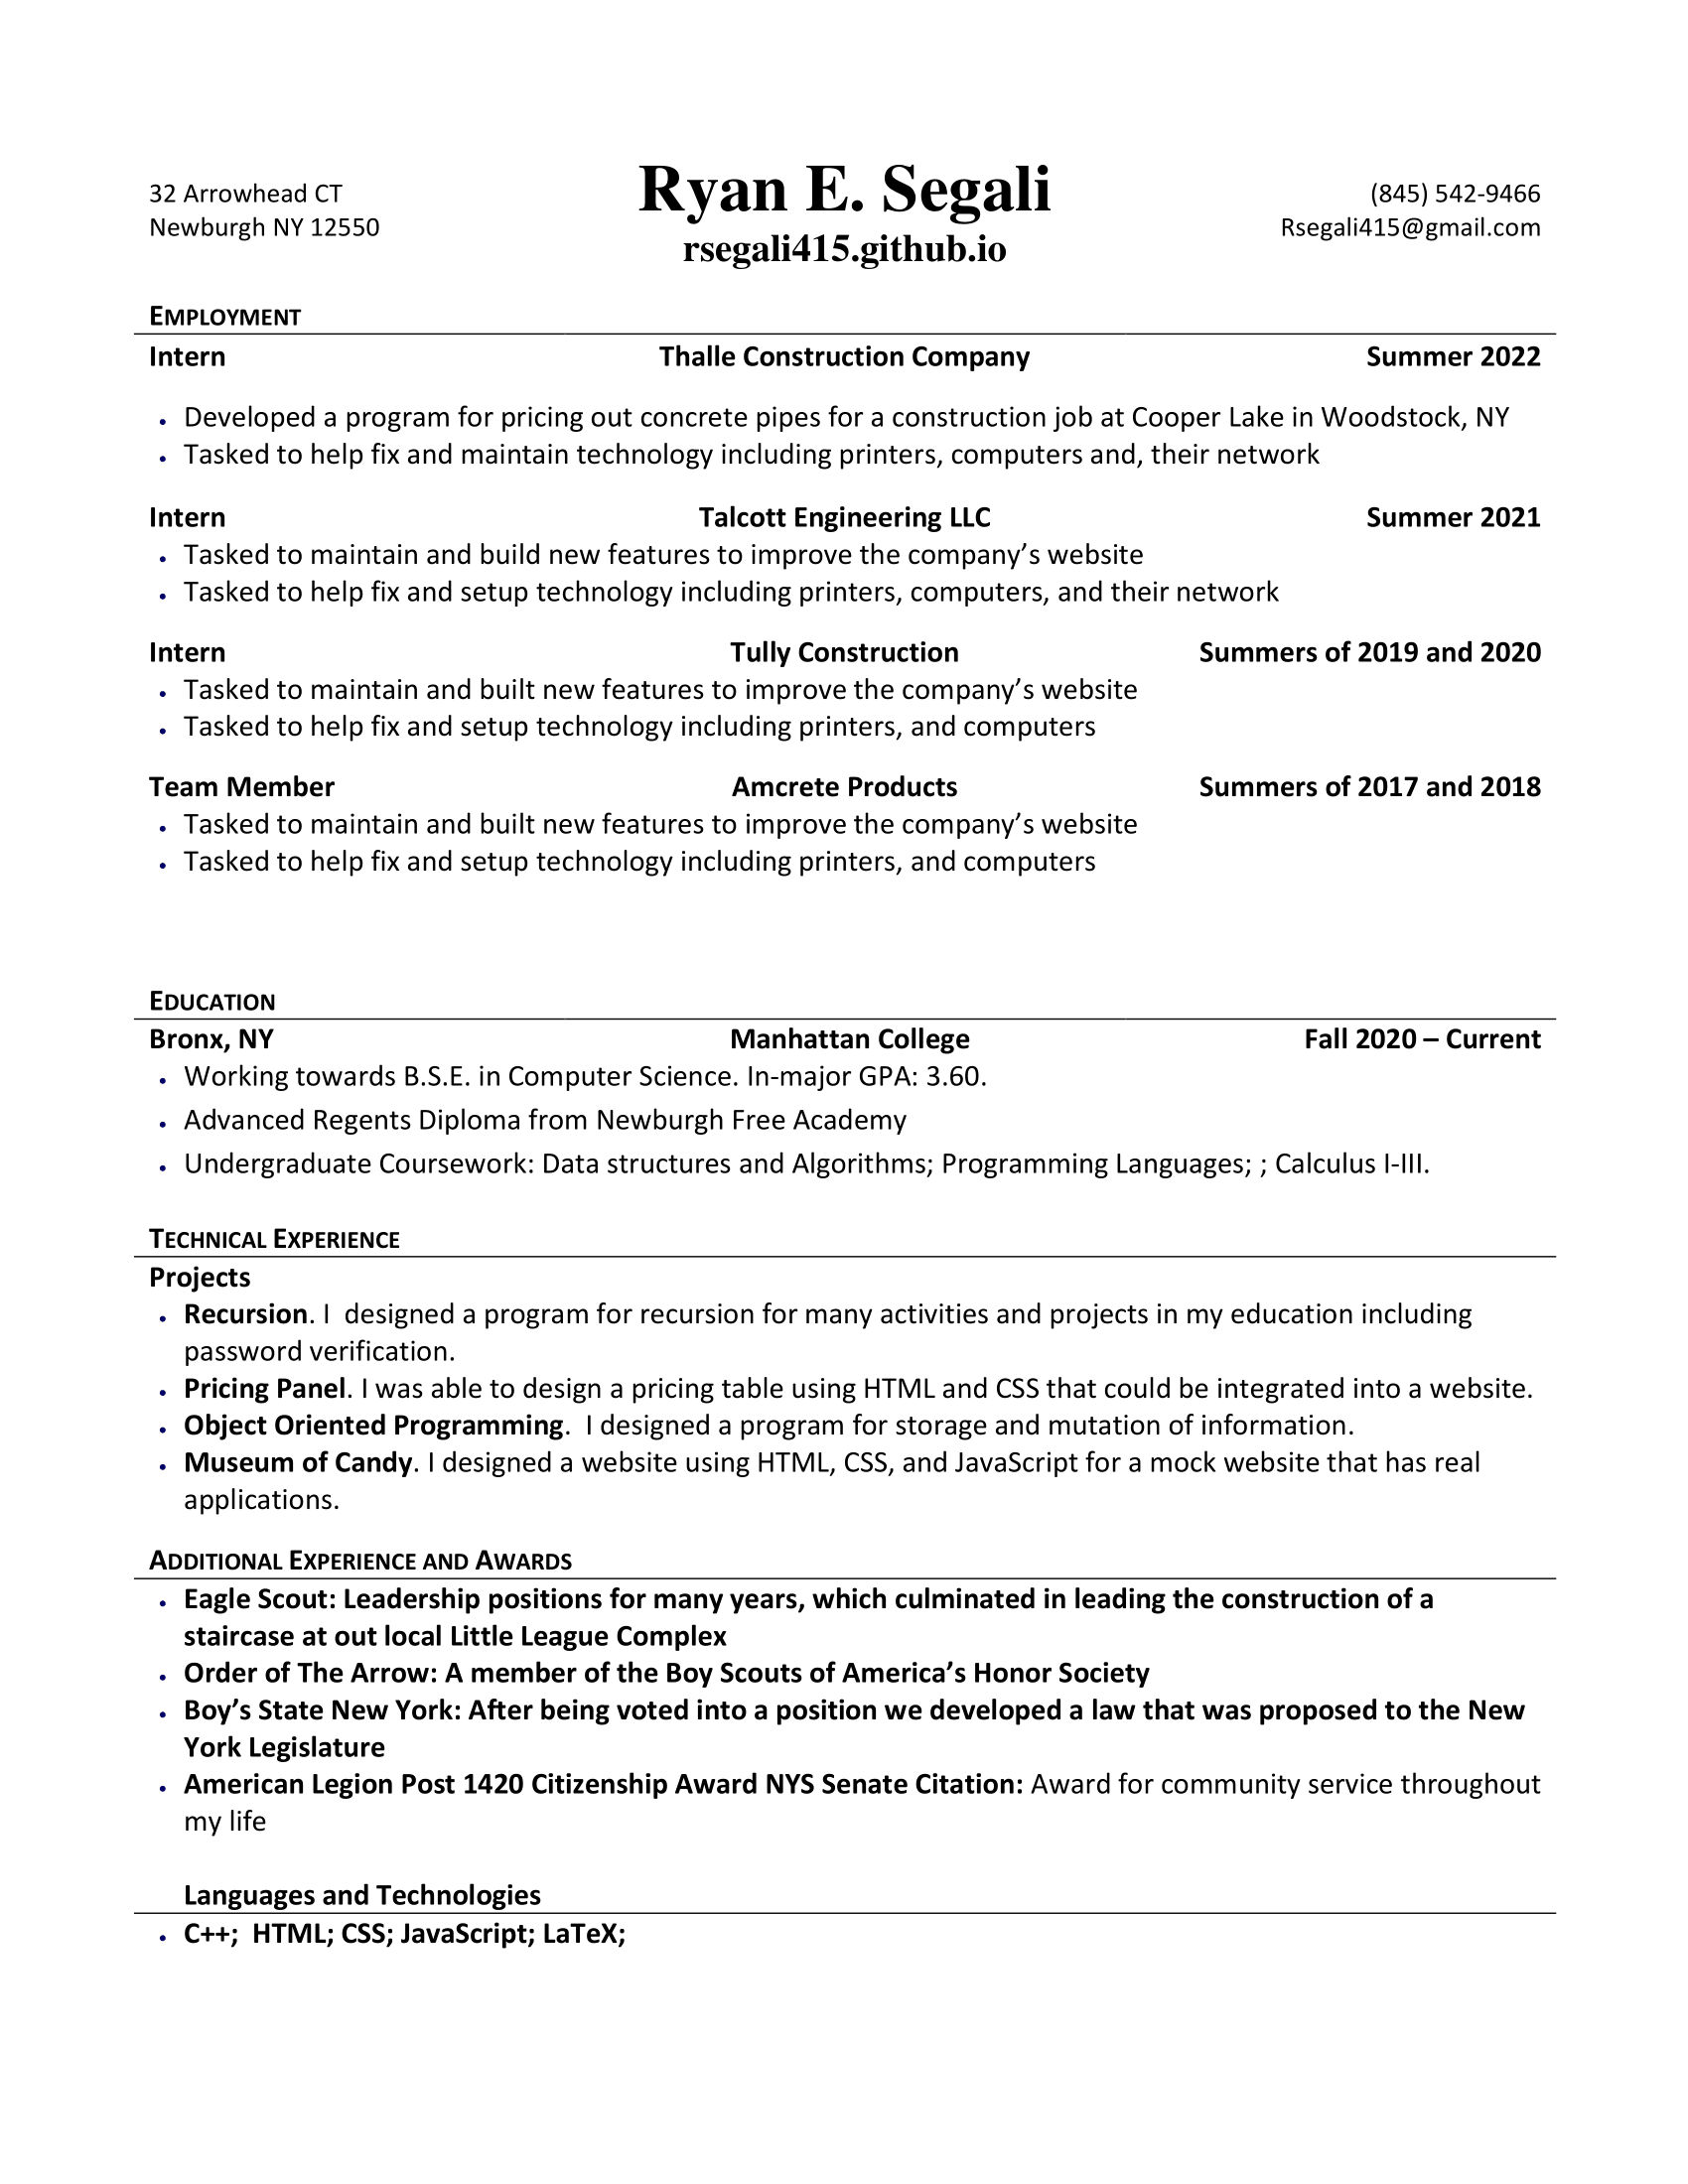 32 Arrowhead CT
Newburgh NY 12550
Ryan E. Segali
rsegali415.github.io
(845) 542-9466
Rsegali415@gmail.com
EMPLOYMENT
Intern Thalle Construction Company Summer 2022
• Developed a program for pricing out concrete pipes for a construction job at Cooper Lake in Woodstock, NY
• Tasked to help fix and maintain technology including printers, computers and, their network
Intern Talcott Engineering LLC Summer 2021
• Tasked to maintain and build new features to improve the company’s website
• Tasked to help fix and setup technology including printers, computers, and their network
Intern Tully Construction Summers of 2019 and 2020
• Tasked to maintain and built new features to improve the company’s website
• Tasked to help fix and setup technology including printers, and computers
Team Member Amcrete Products Summers of 2017 and 2018
• Tasked to maintain and built new features to improve the company’s website
• Tasked to help fix and setup technology including printers, and computers
EDUCATION
Bronx, NY Manhattan College Fall 2020 – Current
• Working towards B.S.E. in Computer Science. In-major GPA: 3.60.
• Advanced Regents Diploma from Newburgh Free Academy
• Undergraduate Coursework: Data structures and Algorithms; Programming Languages; ; Calculus I-III.
TECHNICAL EXPERIENCE
Projects
• Recursion. I  designed a program for recursion for many activities and projects in my education including
password verification.
• Pricing Panel. I was able to design a pricing table using HTML and CSS that could be integrated into a website.
• Object Oriented Programming.  I designed a program for storage and mutation of information.
• Museum of Candy. I designed a website using HTML, CSS, and JavaScript for a mock website that has real
applications.
ADDITIONAL EXPERIENCE AND AWARDS
• Eagle Scout: Leadership positions for many years, which culminated in leading the construction of a
staircase at out local Little League Complex
• Order of The Arrow: A member of the Boy Scouts of America’s Honor Society
• Boy’s State New York: After being voted into a position we developed a law that was proposed to the New
York Legislature
• American Legion Post 1420 Citizenship Award NYS Senate Citation: Award for community service throughout
my life
Languages and Technologies
• C++;  HTML; CSS; JavaScript; LaTeX;